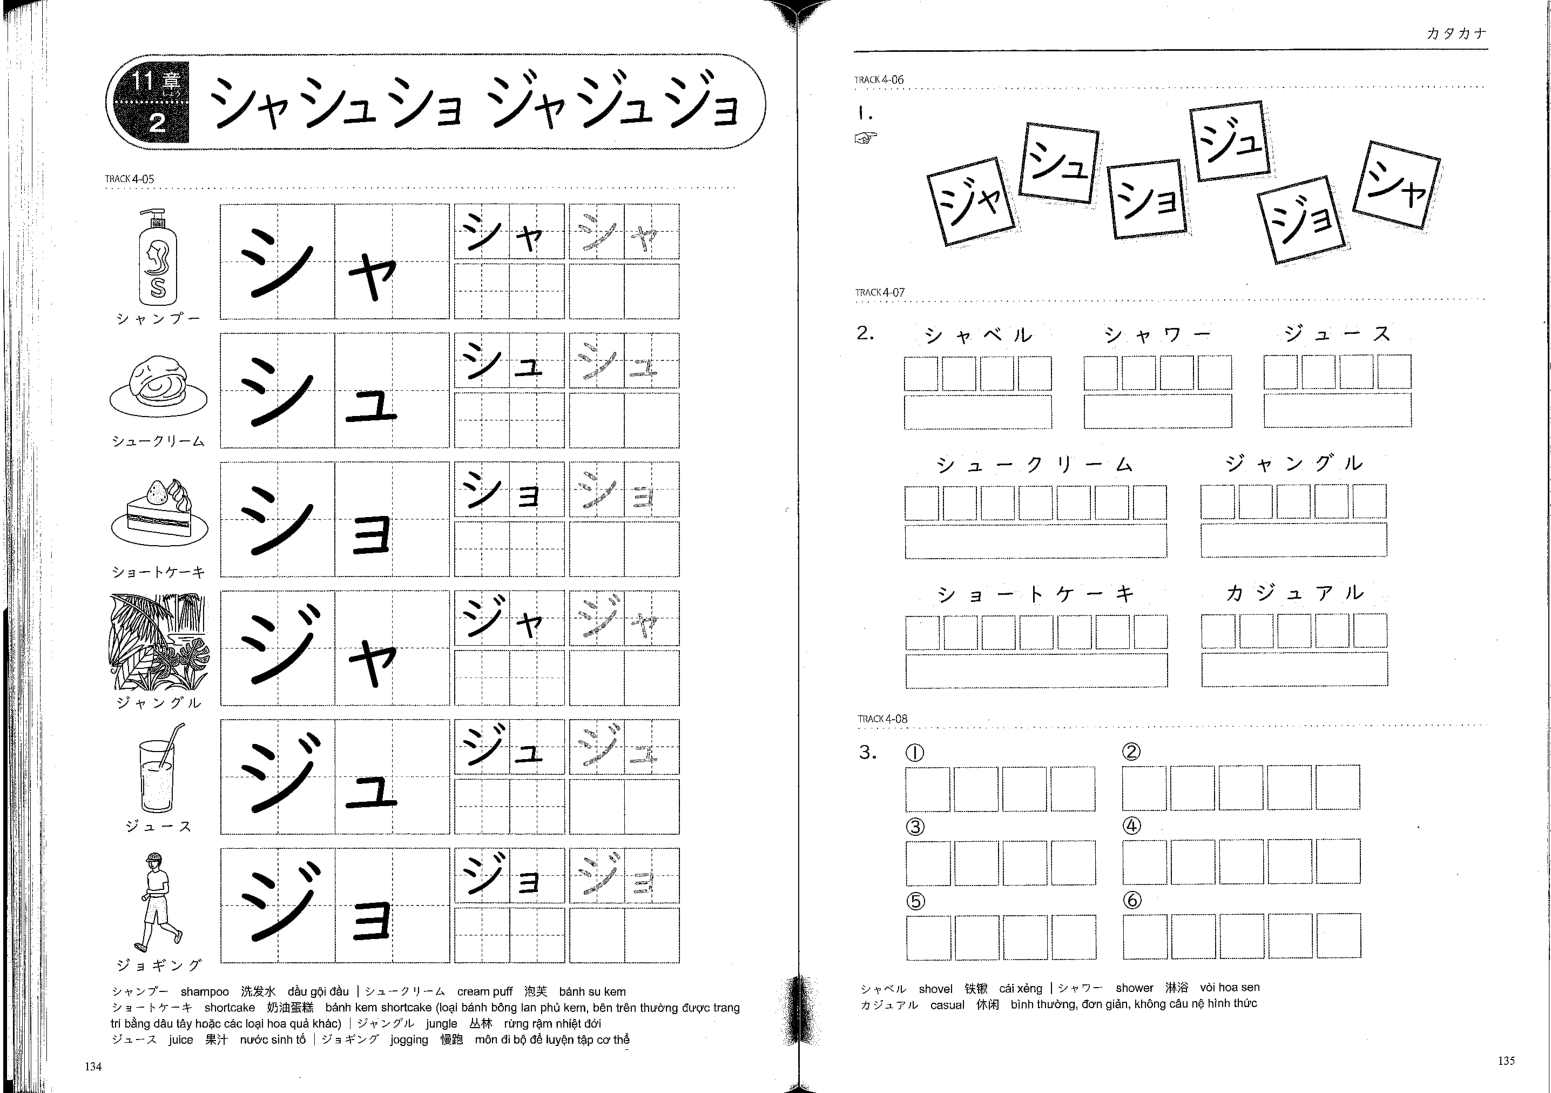 11 章
しょう
2
シャ シュ ショ ジャ ジュ ジョ
TRACK 4-05
シャ シャ シャ
シャンプー
S
シュ シュ シュ
シュークリーム
ショ ショ ショ
ショートケーキ
ジャ ジャ ジャ
ジャングル
ジュ ジュ ジュ
ジュース
ジョ ジョ ジョ
ジョギング
シャンプー shampoo 洗发水 dầu gội đầu | シュークリーム cream puff 泡芙 bánh su kem
ショートケーキ shortcake 奶油蛋糕 bánh kem shortcake (loại bánh bông lan phủ kem, bên trên thường được trang
trí bằng dâu tây hoặc các loại hoa quả khác) | ジャングル jungle 丛林 rừng rậm nhiệt đới
ジュース juice 果汁 nước sinh tố | ジョギング jogging 慢跑 môn đi bộ để luyện tập cơ thể
134
カタカナ
TRACK 4-06
1.
ジャ シュ ショ ジュ ジョ シャ
TRACK 4-07
2. シャベル シャワー ジュース
シュークリーム ジャングル
ショートケーキ カジュアル
TRACK 4-08
3. ① ②
③ ④
⑤ ⑥
シャベル shovel 铁锹 cái xẻng | シャワー shower 淋浴 vòi hoa sen
カジュアル casual 休闲 bình thường, đơn giản, không câu nệ hình thức
135